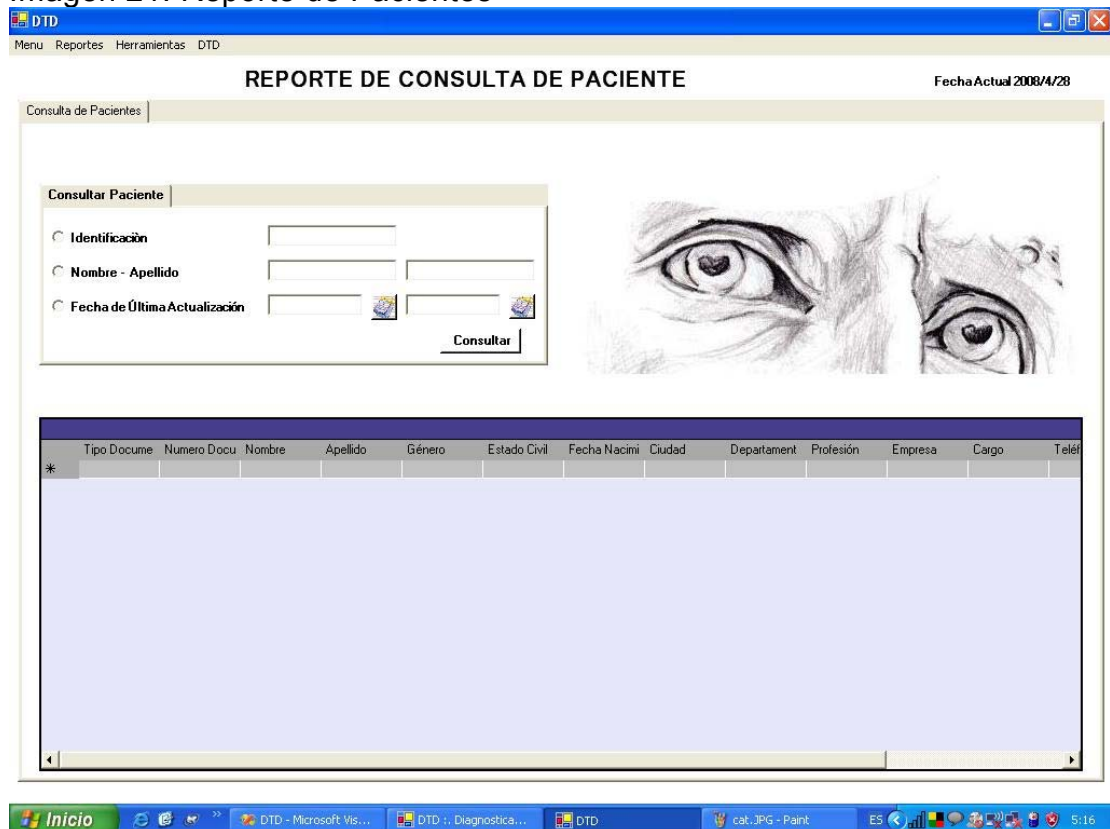 Imagen 21. Reporte de Pacientes
DTD
Menu Reportes Herramientas DTD
REPORTE DE CONSULTA DE PACIENTE
Fecha Actual 2008/4/28
Consulta de Pacientes
Consultar Paciente
Identificaciòn
Nombre - Apellido
Fecha de Última Actualización
Consultar
Tipo Docume Numero Docu Nombre Apellido Género Estado Civil Fecha Nacimi Ciudad Departament Profesión Empresa Cargo Teléf
Inicio DTD - Microsoft Vis... DTD :. Diagnostica... DTD cat.JPG - Paint ES 5:16